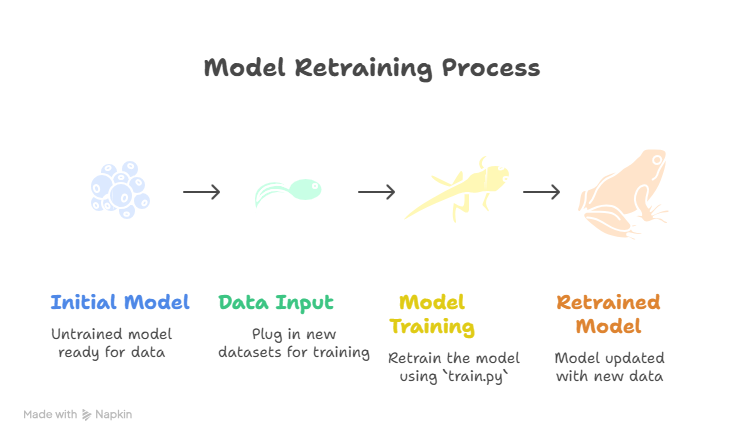 Model Retraining Process
Initial Model
Untrained model
ready for data
Data Input
Plug in new
datasets for training
Model
Training
Retrain the model
using `train.py`
Retrained
Model
Model updated
with new data
Made with Napkin